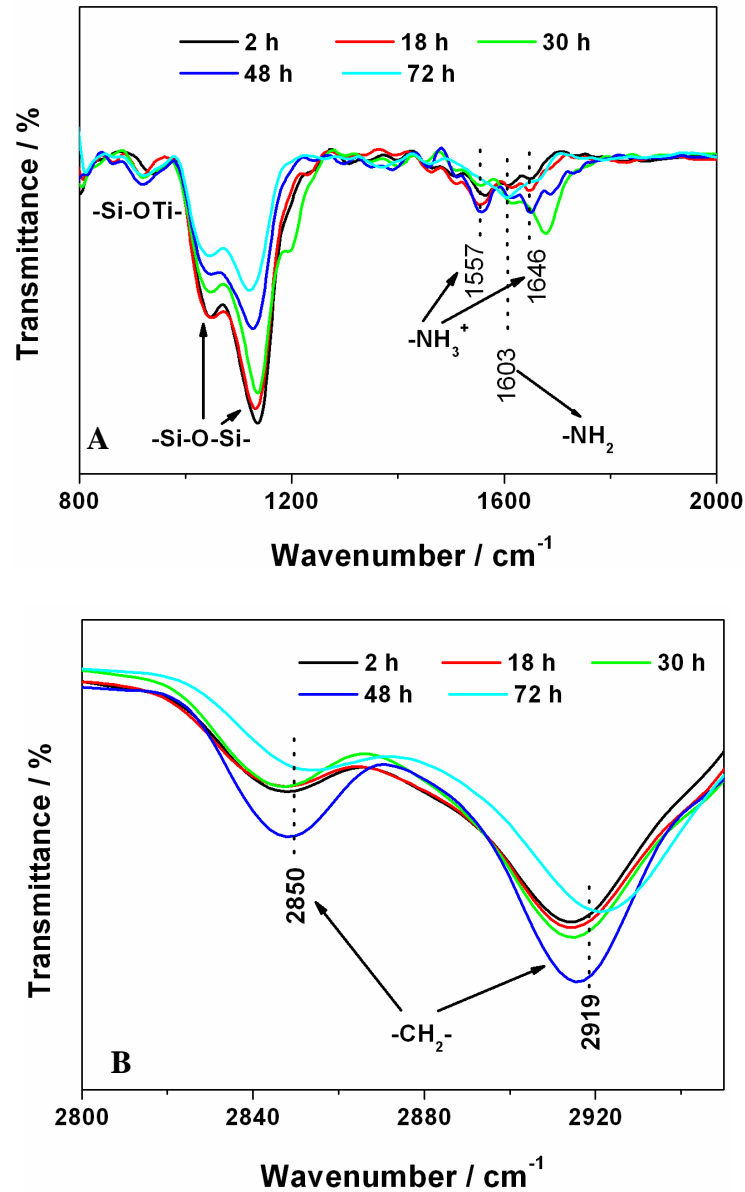 2 h 18 h 30 h
48 h 72 h
-Si-OTi-
1557
1646
-NH₃⁺
1603
-Si-O-Si-
-NH₂
A
Transmittance / %
800 1200 1600 2000
Wavenumber / cm⁻¹
2 h 18 h 30 h
48 h 72 h
2850
2919
-CH₂-
B
Transmittance / %
2800 2840 2880 2920
Wavenumber / cm⁻¹